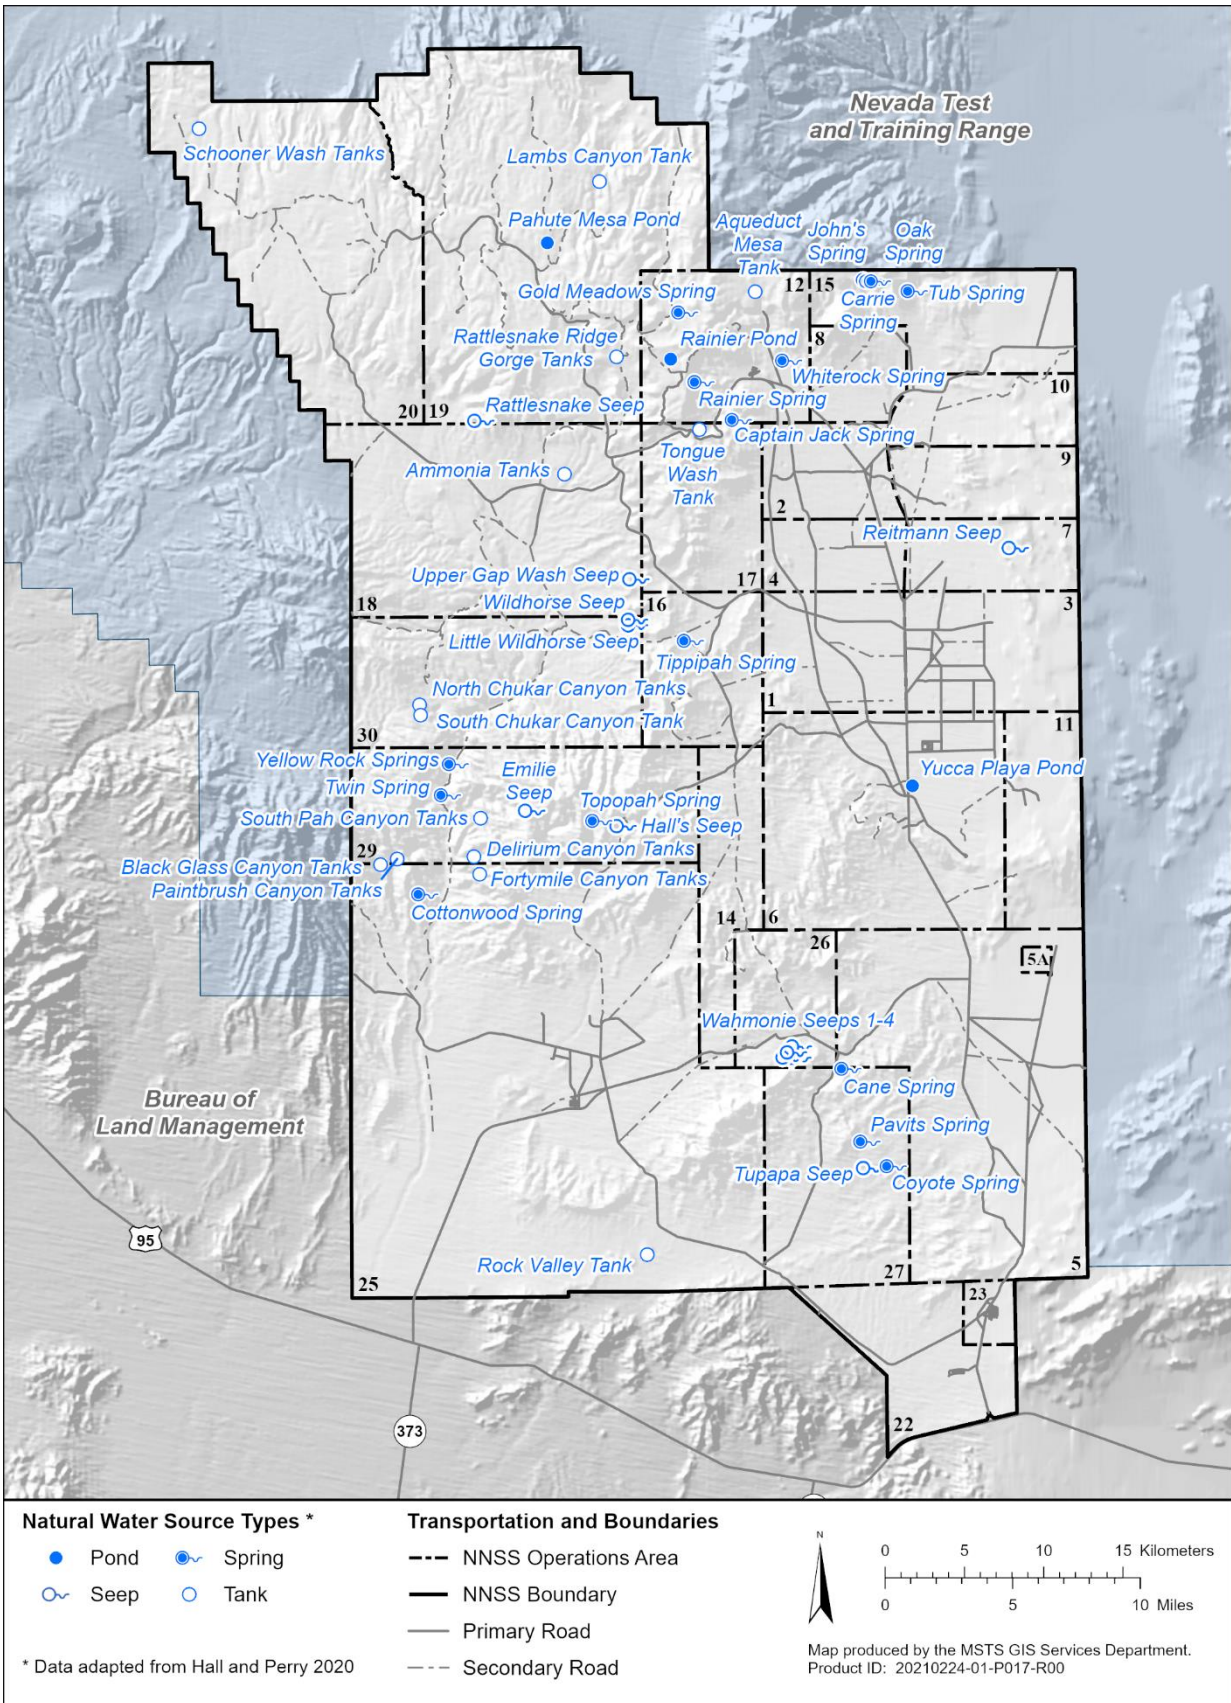 Nevada Test
and Training Range
Schooner Wash Tanks
Lambs Canyon Tank
Pahute Mesa Pond
Aqueduct
Mesa
Tank
John's
Spring
Oak
Spring
Gold Meadows Spring
12
15
Carrie
Spring
Tub Spring
Rattlesnake Ridge
Gorge Tanks
Rainier Pond
8
Whiterock Spring
10
Rainier Spring
20
19
Rattlesnake Seep
Captain Jack Spring
Ammonia Tanks
Tongue
Wash
Tank
9
2
Reitmann Seep
7
Upper Gap Wash Seep
17
4
18
Wildhorse Seep
16
3
Little Wildhorse Seep
Tippipah Spring
North Chukar Canyon Tanks
South Chukar Canyon Tank
1
11
30
Yellow Rock Springs
Emilie
Seep
Yucca Playa Pond
Twin Spring
Topopah Spring
South Pah Canyon Tanks
Hall's Seep
29
Delirium Canyon Tanks
Black Glass Canyon Tanks
Fortymile Canyon Tanks
Paintbrush Canyon Tanks
Cottonwood Spring
14
6
26
5A
Wahmonie Seeps 1-4
Cane Spring
Bureau of
Land Management
Pavits Spring
Tupapa Seep
Coyote Spring
95
Rock Valley Tank
25
27
5
23
373
22
Natural Water Source Types *
Pond
Spring
Seep
Tank
* Data adapted from Hall and Perry 2020
Transportation and Boundaries
NNSS Operations Area
NNSS Boundary
Primary Road
Secondary Road
N
0 5 10 15 Kilometers
0 5 10 Miles
Map produced by the MSTS GIS Services Department.
Product ID: 20210224-01-P017-R00